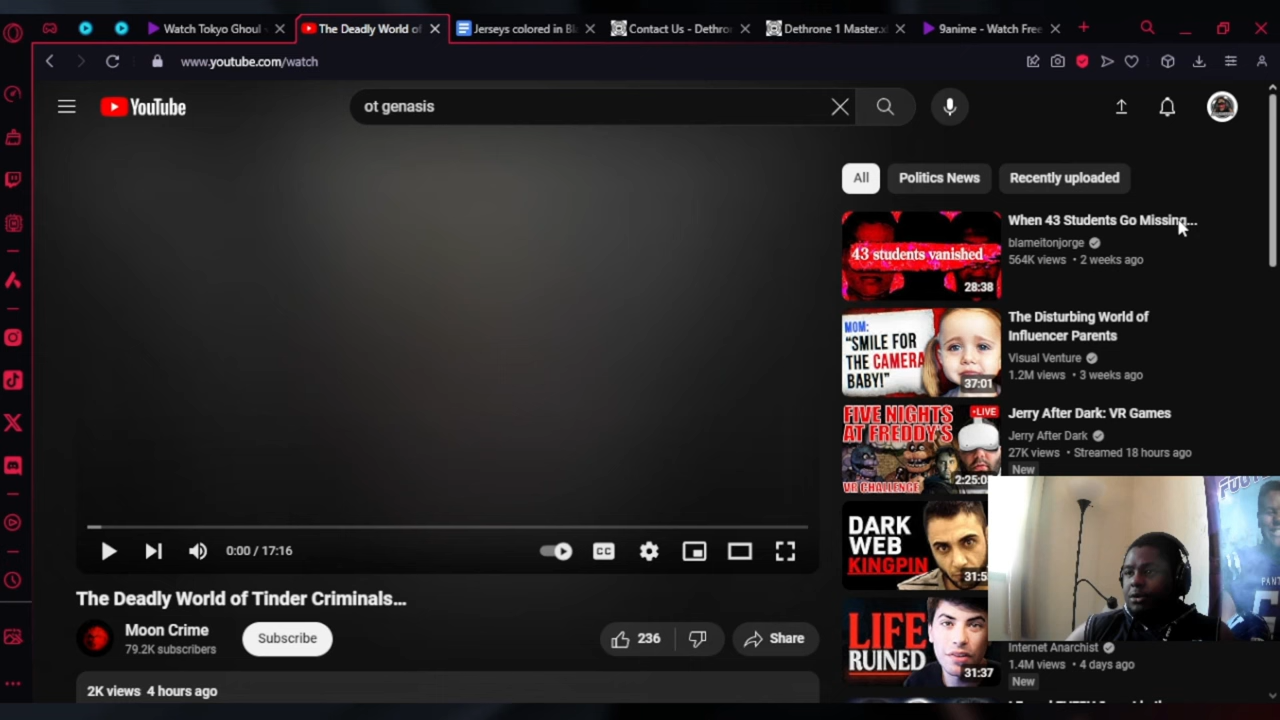 Watch Tokyo Ghoul
The Deadly World of
Jerseys colored in Bl
Contact Us - Dethron
Dethrone 1 Master.x
9anime - Watch Free
www.youtube.com/watch
YouTube
ot genasis
All
Politics News
Recently uploaded
43 students vanished
28:38
When 43 Students Go Missing...
blameitonjorge
564K views • 2 weeks ago
MOM:
"SMILE FOR
THE CAMERA
BABY!"
37:01
The Disturbing World of
Influencer Parents
Visual Venture
1.2M views • 3 weeks ago
FIVE NIGHTS
AT FREDDY'S
LIVE
VR CHALLENGE
2:25:0
Jerry After Dark: VR Games
Jerry After Dark
27K views • Streamed 18 hours ago
New
DARK
WEB
KINGPIN
31:5
LIFE
RUINED
31:37
Internet Anarchist
1.4M views • 4 days ago
New
0:00 / 17:16
CC
The Deadly World of Tinder Criminals...
Moon Crime
79.2K subscribers
Subscribe
236
Share
2K views 4 hours ago
PANT